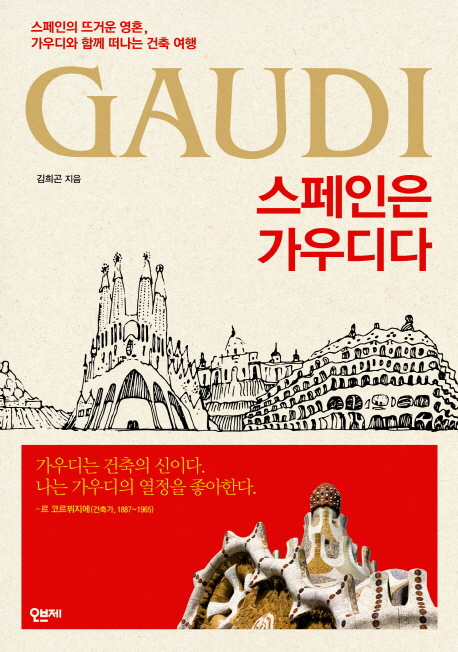 스페인의 뜨거운 영혼,
가우디와 함께 떠나는 건축 여행
GAUDI
김희곤 지음
스페인은
가우디다
가우디는 건축의 신이다.
나는 가우디의 열정을 좋아한다.
- 르 코르뷔지에(건축가, 1887~1965)
오브제